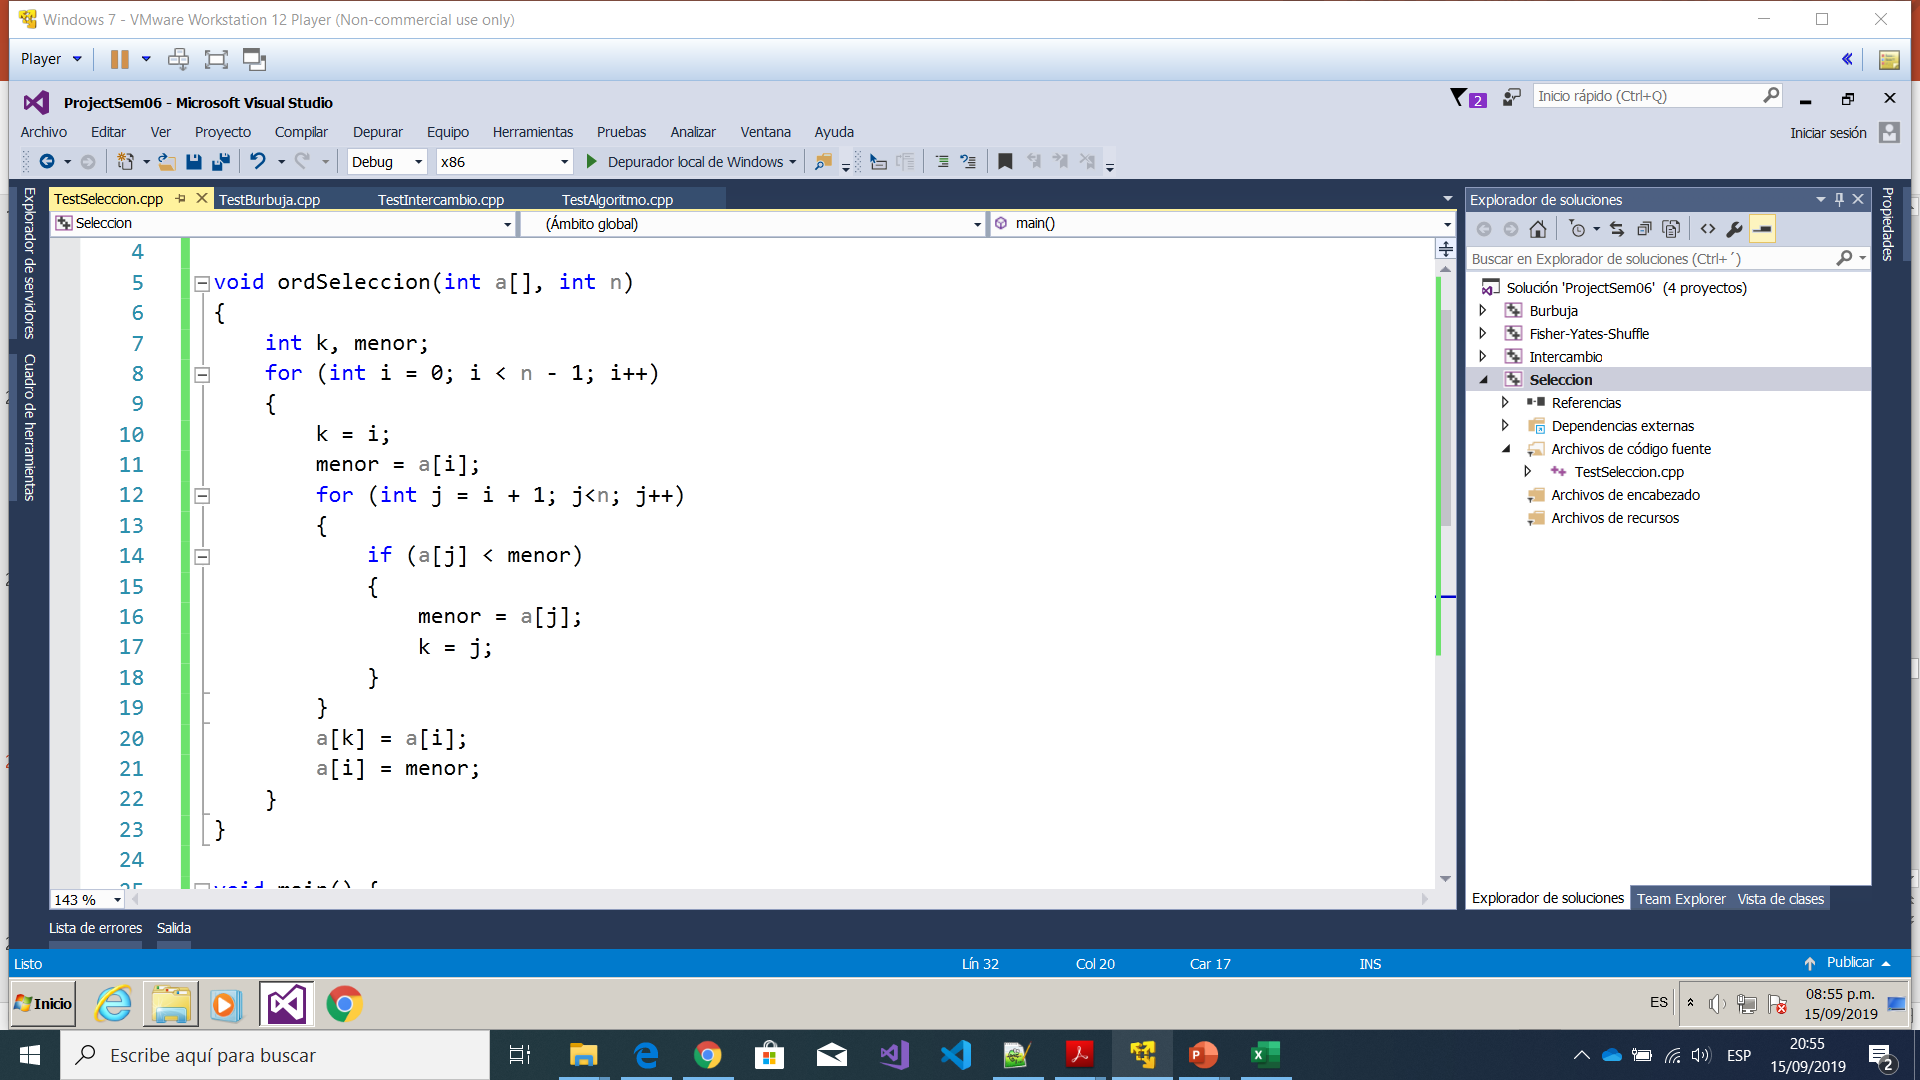 Windows 7 - VMware Workstation 12 Player (Non-commercial use only)
Player
ProjectSem06 - Microsoft Visual Studio
2
Inicio rápido (Ctrl+Q)
Archivo Editar Ver Proyecto Compilar Depurar Equipo Herramientas Pruebas Analizar Ventana Ayuda
Iniciar sesión
Debug x86 Depurador local de Windows
Explorador de servidores
Cuadro de herramientas
TestSeleccion.cpp TestBurbuja.cpp TestIntercambio.cpp TestAlgoritmo.cpp
Seleccion (Ámbito global) main()
4
5 void ordSeleccion(int a[], int n)
6 {
7 int k, menor;
8 for (int i = 0; i < n - 1; i++)
9 {
10 k = i;
11 menor = a[i];
12 for (int j = i + 1; j<n; j++)
13 {
14 if (a[j] < menor)
15 {
16 menor = a[j];
17 k = j;
18 }
19 }
20 a[k] = a[i];
21 a[i] = menor;
22 }
23 }
24
25 void main() {
143 %
Explorador de soluciones
Buscar en Explorador de soluciones (Ctrl+´)
Solución 'ProjectSem06' (4 proyectos)
Burbuja
Fisher-Yates-Shuffle
Intercambio
Seleccion
Referencias
Dependencias externas
Archivos de código fuente
TestSeleccion.cpp
Archivos de encabezado
Archivos de recursos
Explorador de soluciones Team Explorer Vista de clases
Propiedades
Lista de errores Salida
Listo Lín 32 Col 20 Car 17 INS Publicar
Inicio
ES
08:55 p.m.
15/09/2019
Escribe aquí para buscar
ESP
20:55
15/09/2019
2